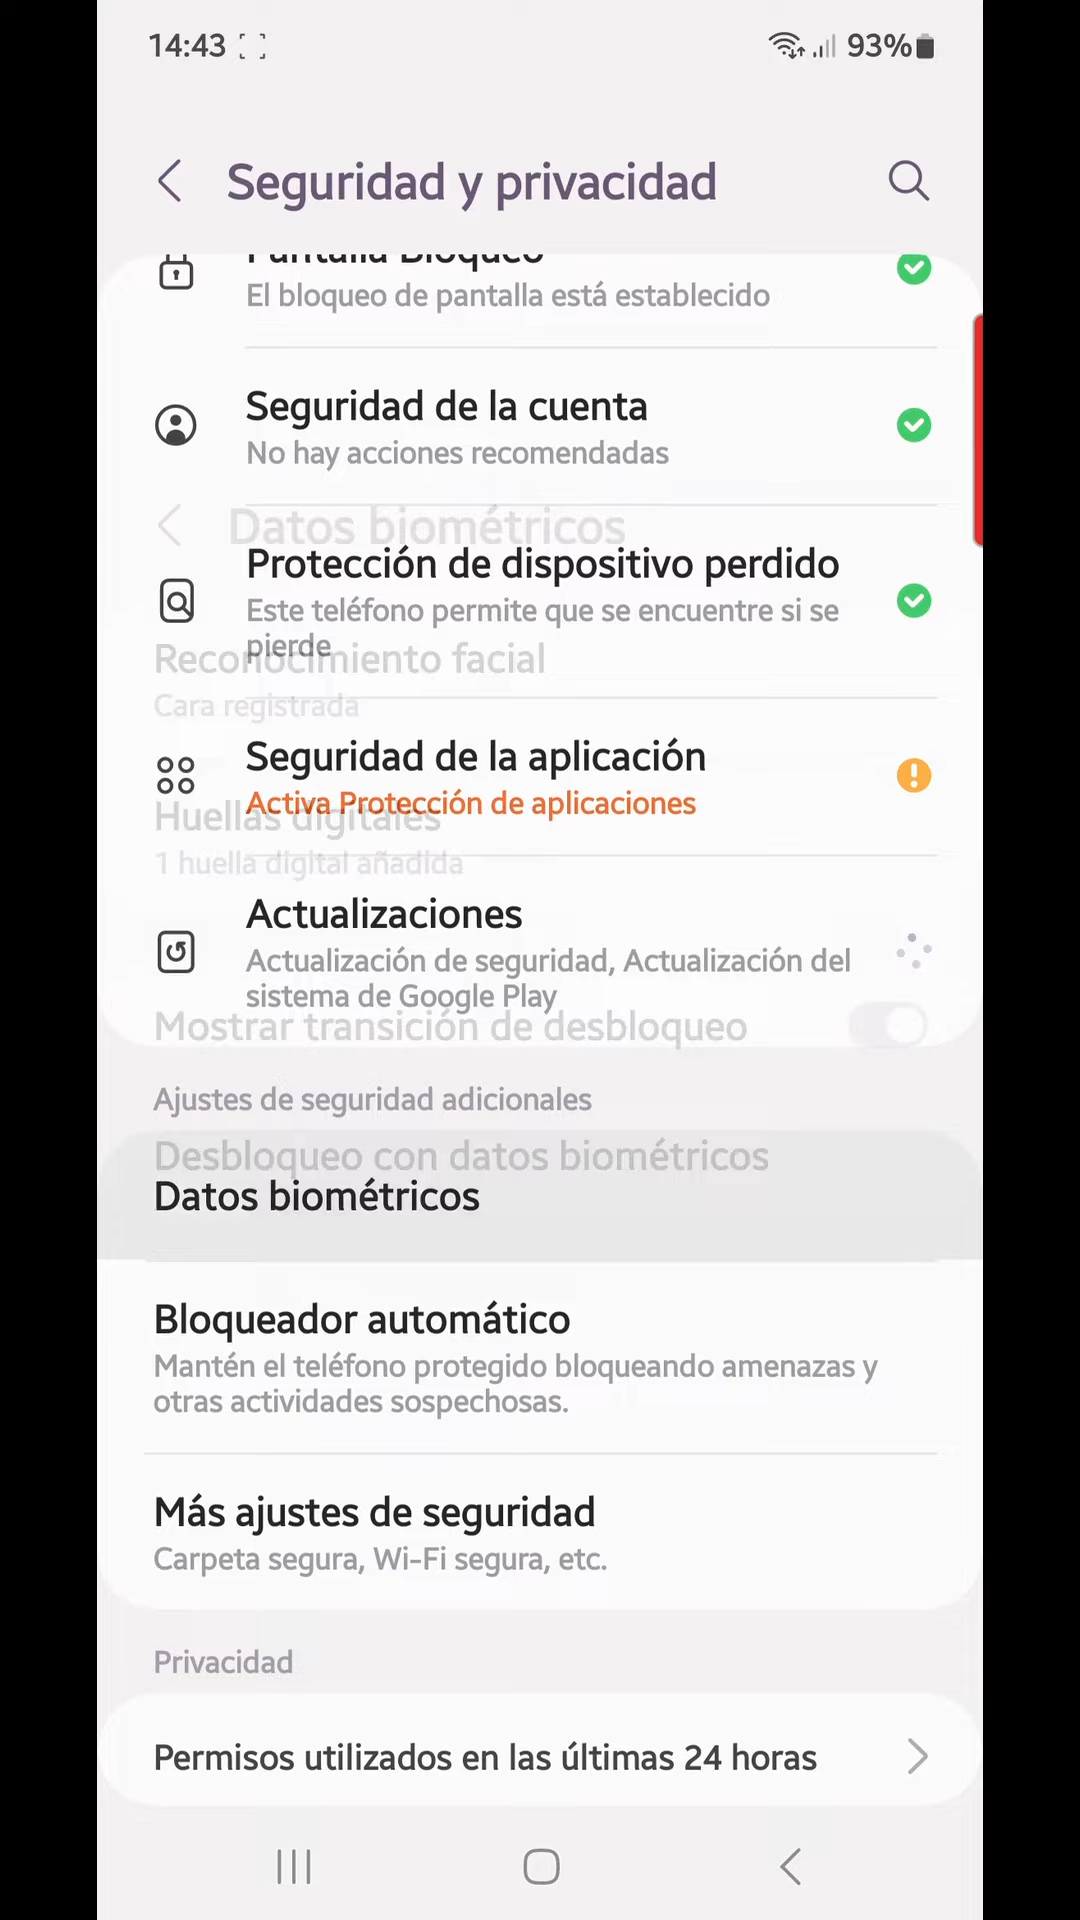 14:43
93%
Seguridad y privacidad
Pantalla Bloqueo
El bloqueo de pantalla está establecido
Seguridad de la cuenta
No hay acciones recomendadas
Datos biométricos
Protección de dispositivo perdido
Este teléfono permite que se encuentre si se
pierde
Reconocimiento facial
Cara registrada
Seguridad de la aplicación
Activa Protección de aplicaciones
Huellas digitales
1 huella digital añadida
Actualizaciones
Actualización de seguridad, Actualización del
sistema de Google Play
Mostrar transición de desbloqueo
Ajustes de seguridad adicionales
Desbloqueo con datos biométricos
Datos biométricos
Bloqueador automático
Mantén el teléfono protegido bloqueando amenazas y
otras actividades sospechosas.
Más ajustes de seguridad
Carpeta segura, Wi-Fi segura, etc.
Privacidad
Permisos utilizados en las últimas 24 horas